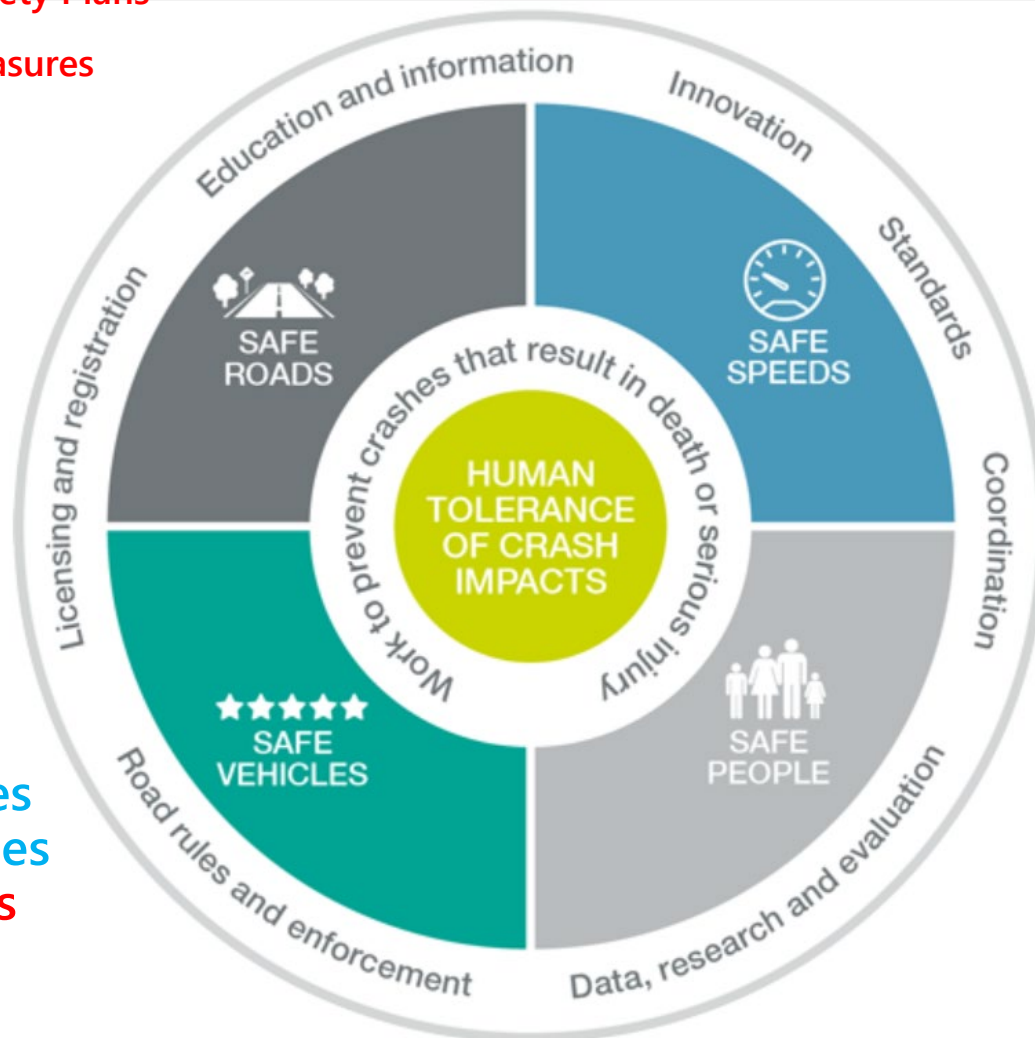 ety Plans
asures
Education and information
Innovation
Standards
Coordination
Data, research and evaluation
Road rules and enforcement
Licensing and registration
SAFE
ROADS
SAFE
SPEEDS
Work to prevent crashes that result in death or serious injury
HUMAN
TOLERANCE
OF CRASH
IMPACTS
SAFE
VEHICLES
SAFE
PEOPLE
es
es
s